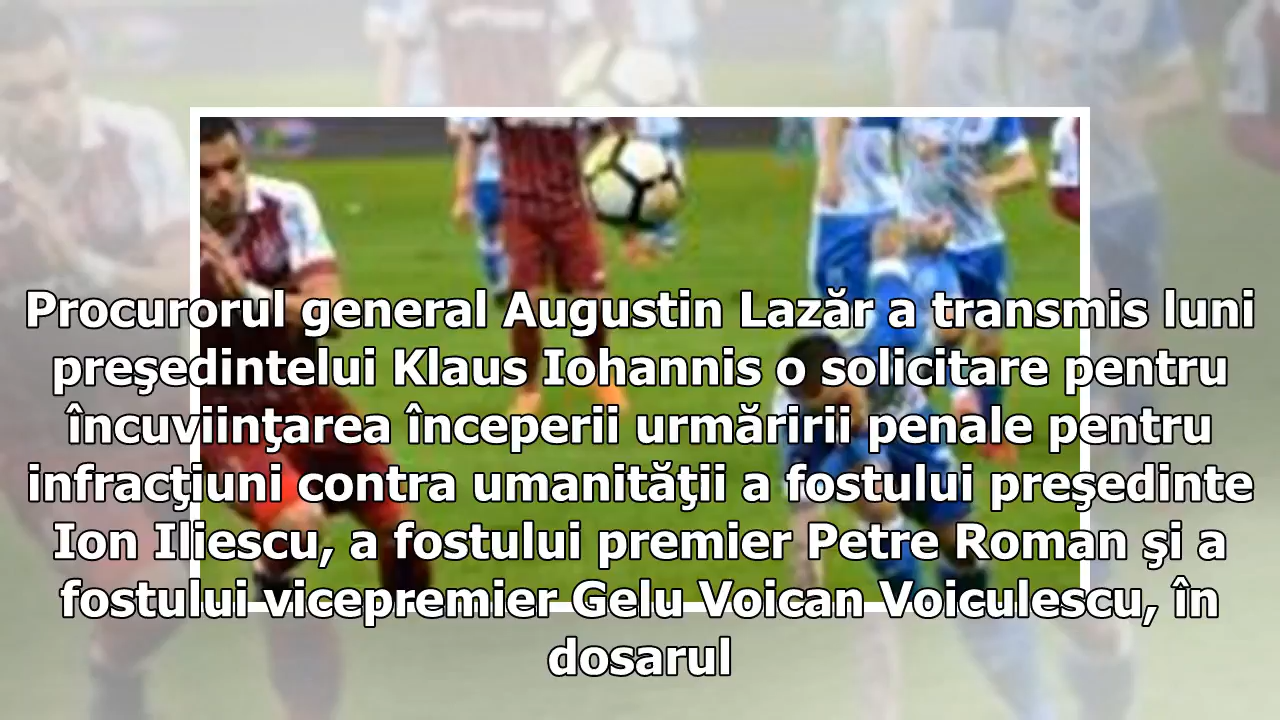 Procurorul general Augustin Lazăr a transmis luni
preşedintelui Klaus Iohannis o solicitare pentru
încuviinţarea începerii urmăririi penale pentru
infracţiuni contra umanităţii a fostului preşedinte
Ion Iliescu, a fostului premier Petre Roman şi a
fostului vicepremier Gelu Voican Voiculescu, în
dosarul